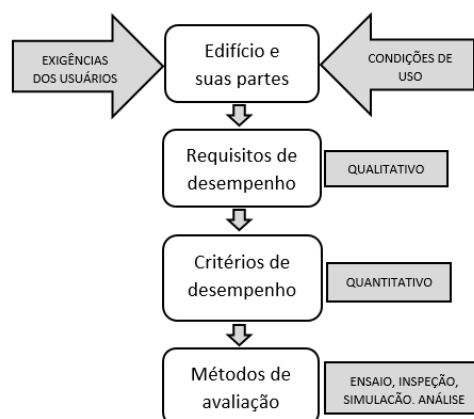 EXIGÊNCIAS
DOS USUÁRIOS
Edifício e
suas partes
CONDIÇÕES DE
USO
Requisitos de
desempenho
QUALITATIVO
Critérios de
desempenho
QUANTITATIVO
Métodos de
avaliação
ENSAIO, INSPEÇÃO,
SIMULACÃO. ANÁLISE